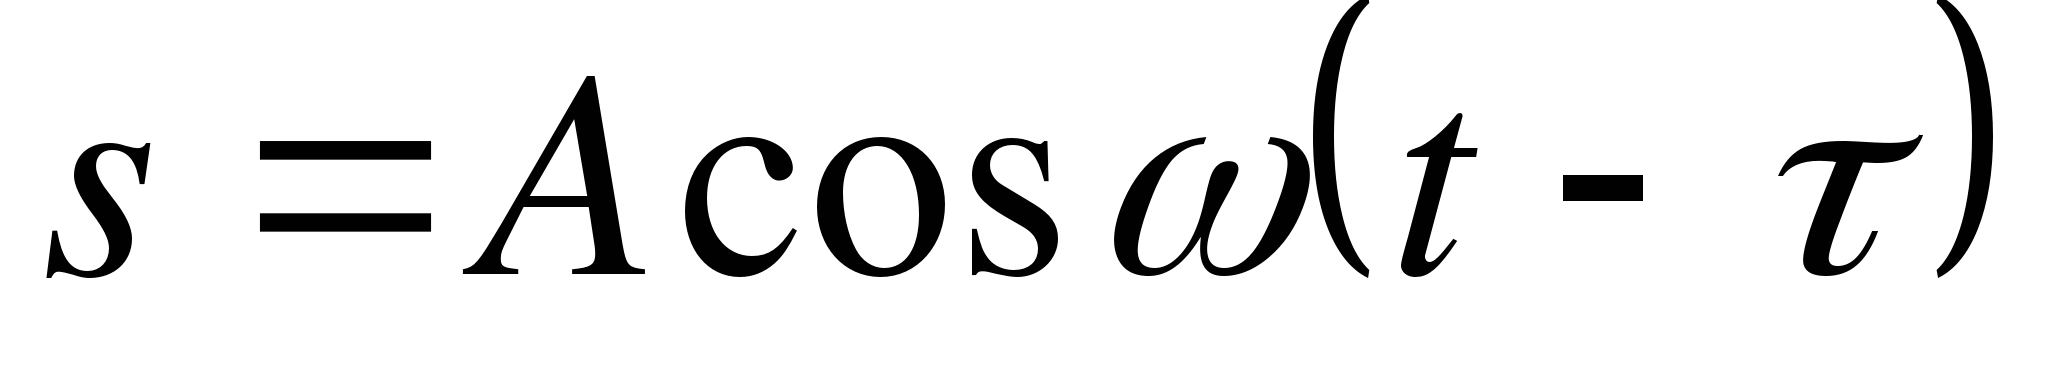 s = A cos ω(t - τ)